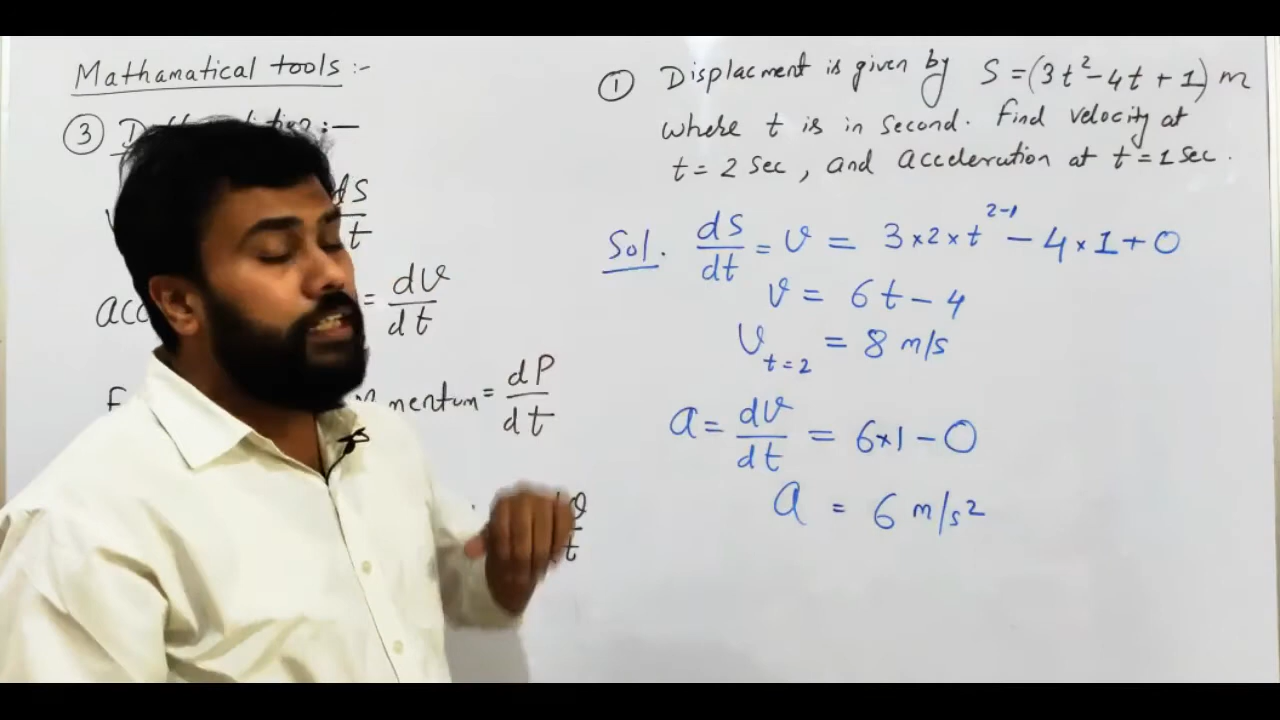 Mathamatical tools :-
③ :-
dS
t
acc = dv/dt
mentum = dP/dt
t
① Displacment is given by S = (3t²-4t+1) m
where t is in second. Find velocity at
t = 2 sec, and acceleration at t = 1 sec.
Sol. dS/dt = v = 3×2×t²⁻¹ - 4×1+0
v = 6t - 4
v t=2 = 8 m/s
a = dv/dt = 6×1 - 0
a = 6 m/s²